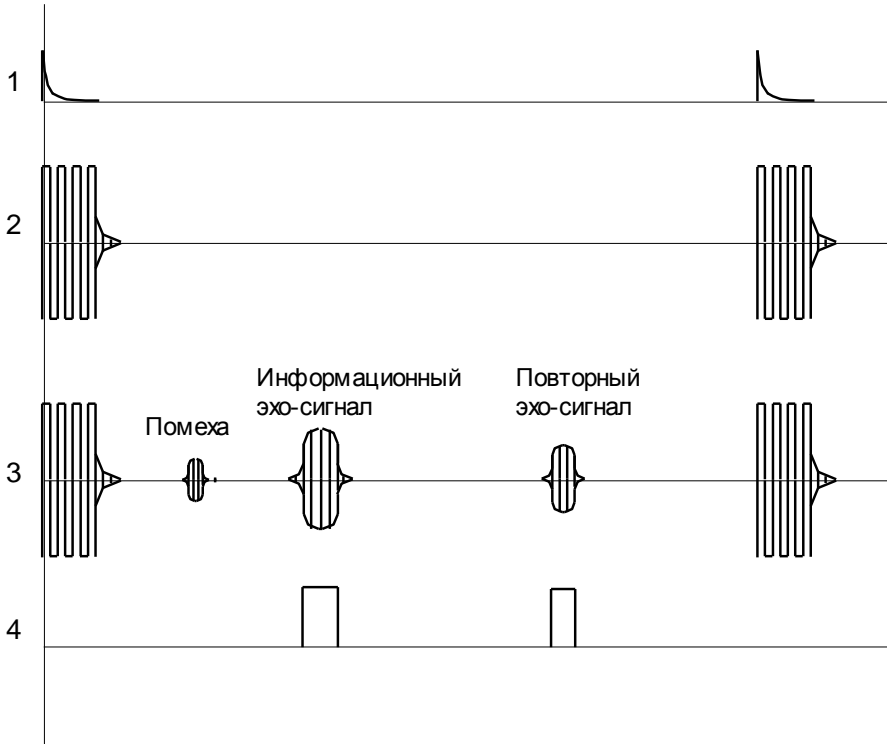 1
2
Информационный
эхо-сигнал
Повторный
эхо-сигнал
Помеха
3
4